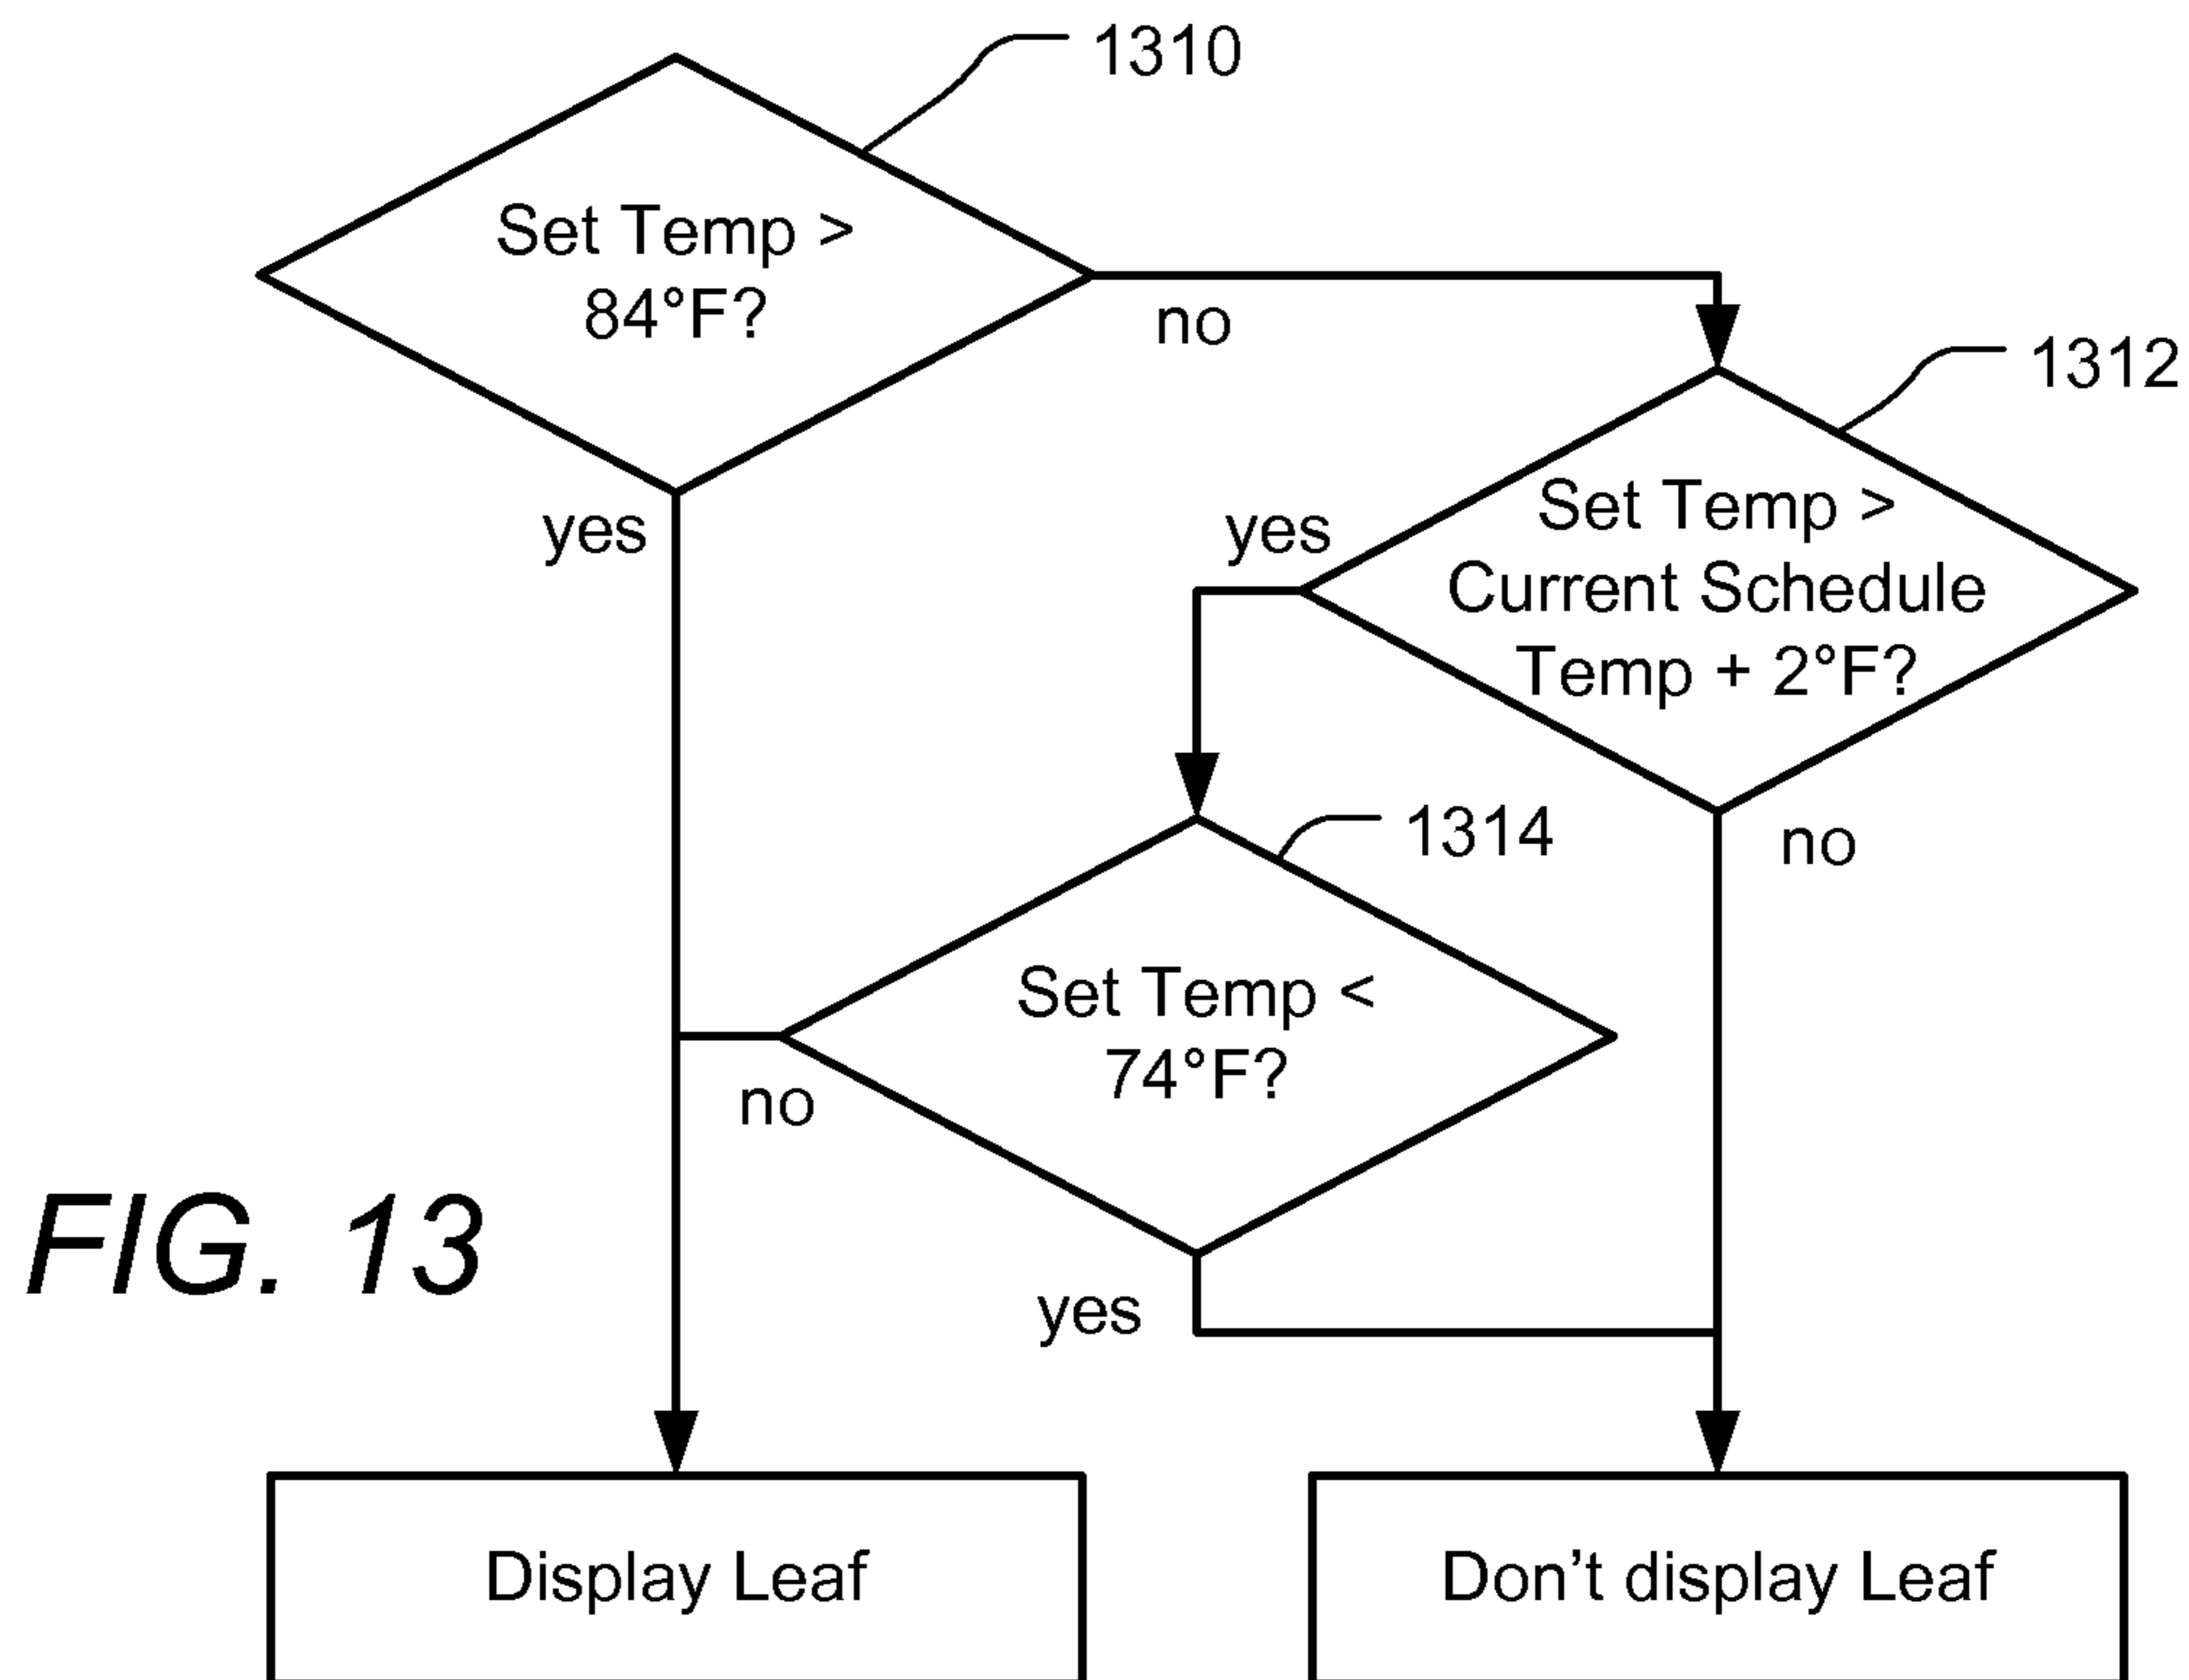 1310
Set Temp >
84°F?
no
yes
1312
Set Temp >
Current Schedule
Temp + 2°F?
yes
no
1314
Set Temp <
74°F?
no
yes
FIG. 13
Display Leaf
Don't display Leaf